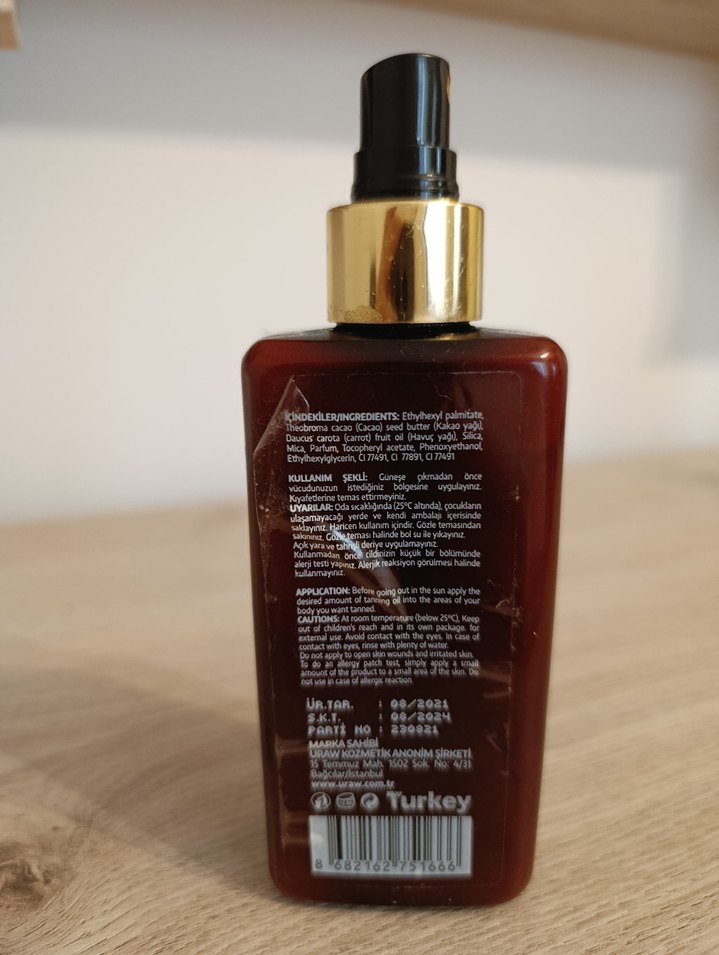 İÇİNDEKİLER/INGREDIENTS: Ethylhexyl palmitate,
Theobroma cacao (Cacao) seed butter (Kakao yağı),
Daucus carota (carrot) fruit oil (Havuç yağı), Silica,
Mica, Parfum, Tocopheryl acetate, Phenoxyethanol,
Ethylhexylglycerin, CI 77491, CI 77891, CI 77491
KULLANIM ŞEKLİ: Güneşe çıkmadan önce
vücudunuzun istediğiniz bölgesine uygulayınız.
Kıyafetlerine temas ettirmeyiniz.
UYARILAR: Oda sıcaklığında (25°C altında), çocukların
ulaşamayacağı yerde ve kendi ambalajı içerisinde
saklayınız. Haricen kullanım içindir. Gözle temasından
sakınınız. Gözle teması halinde bol su ile yıkayınız.
Açık yara ve tahrişli deriye uygulamayınız.
Kullanmadan önce cildinizin küçük bir bölümünde
alerji testi yapınız. Alerjik reaksiyon görülmesi halinde
kullanmayınız.
APPLICATION: Before going out in the sun apply the
desired amount of tanning oil into the areas of your
body you want tanned.
CAUTIONS: At room temperature (below 25°C), Keep
out of children's reach and in its own package. for
external use. Avoid contact with the eyes. In case of
contact with eyes, rinse with plenty of water.
Do not apply to open skin wounds and irritated skin.
To do an allergy patch test, simply apply a small
amount of the product to a small area of the skin. Do
not use in case of allergic reaction.
ÜR.TAR. : 08/2021
S.K.T. : 08/2024
PARTİ NO : 230821
MARKA SAHİBİ
URAW KOZMETİK ANONİM ŞİRKETİ
15 Temmuz Mah. 1502 Sok. No: 4/31
Bağcılar/İstanbul
www.uraw.com.tr
Turkey
8 682162 751666